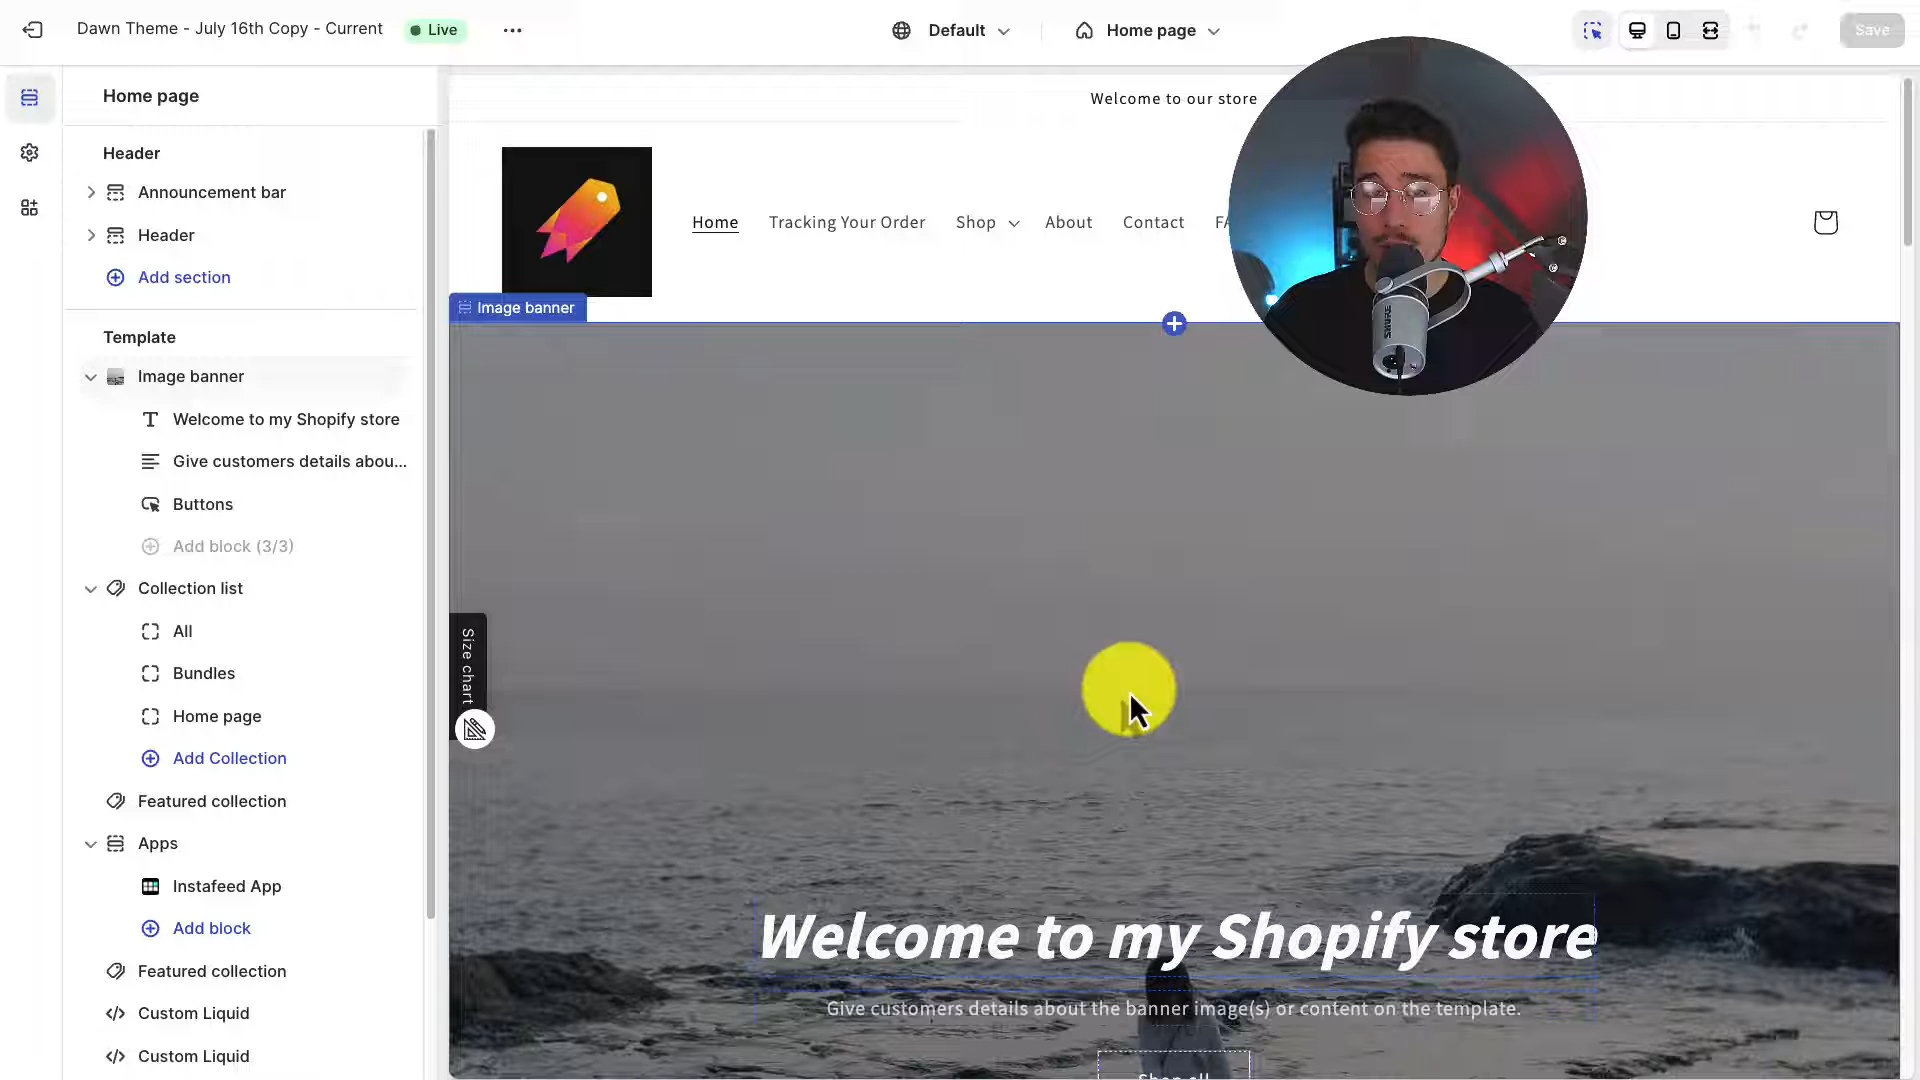 Dawn Theme - July 16th Copy - Current
Live
Default
Home page
Save
Home page
Header
Announcement bar
Header
Add section
Template
Image banner
Welcome to my Shopify store
Give customers details abou...
Buttons
Add block (3/3)
Collection list
All
Bundles
Home page
Add Collection
Featured collection
Apps
Instafeed App
Add block
Featured collection
Custom Liquid
Custom Liquid
Welcome to our store
Home
Tracking Your Order
Shop
About
Contact
Image banner
SHURE
Size chart
Welcome to my Shopify store
Give customers details about the banner image(s) or content on the template.
Shop all